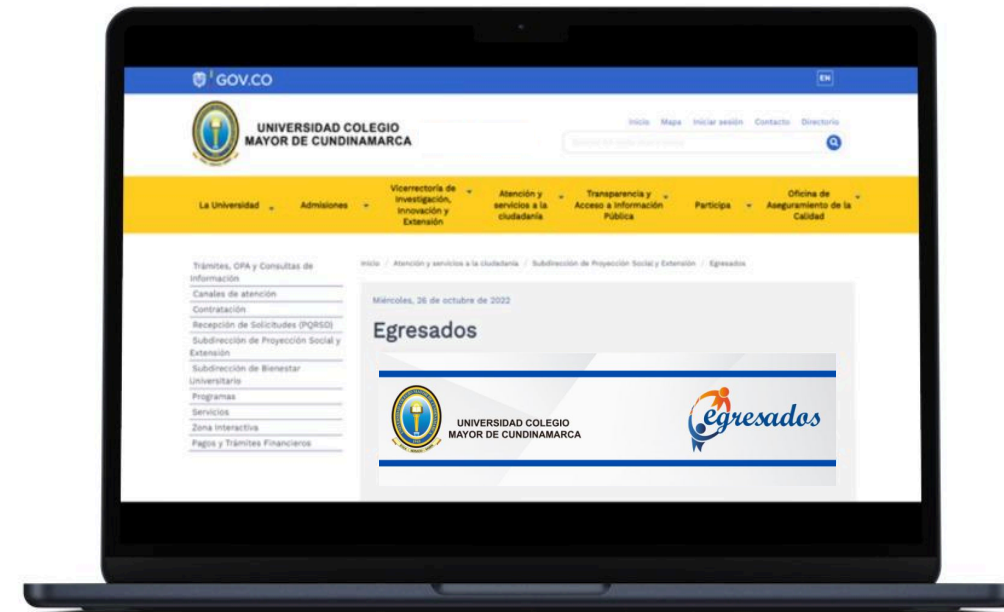 GOV.CO
EN
UNIVERSIDAD COLEGIO
MAYOR DE CUNDINAMARCA
Inicio Mapa Iniciar sesión Contacto Directorio
La Universidad
Admisiones
Vicerrectoría de
Investigación,
Innovación y
Extensión
Atención y
servicios a la
ciudadanía
Transparencia y
Acceso a Información
Pública
Participa
Oficina de
Aseguramiento de la
Calidad
Trámites, OPA y Consultas de
Información
Canales de atención
Contratación
Recepción de Solicitudes (PQRSD)
Subdirección de Proyección Social y
Extensión
Subdirección de Bienestar
Universitario
Programas
Servicios
Zona Interactiva
Pagos y Trámites Financieros
Inicio / Atención y servicios a la ciudadanía / Subdirección de Proyección Social y Extensión / Egresados
Miércoles, 26 de octubre de 2022
Egresados
UNIVERSIDAD COLEGIO
MAYOR DE CUNDINAMARCA
egresados